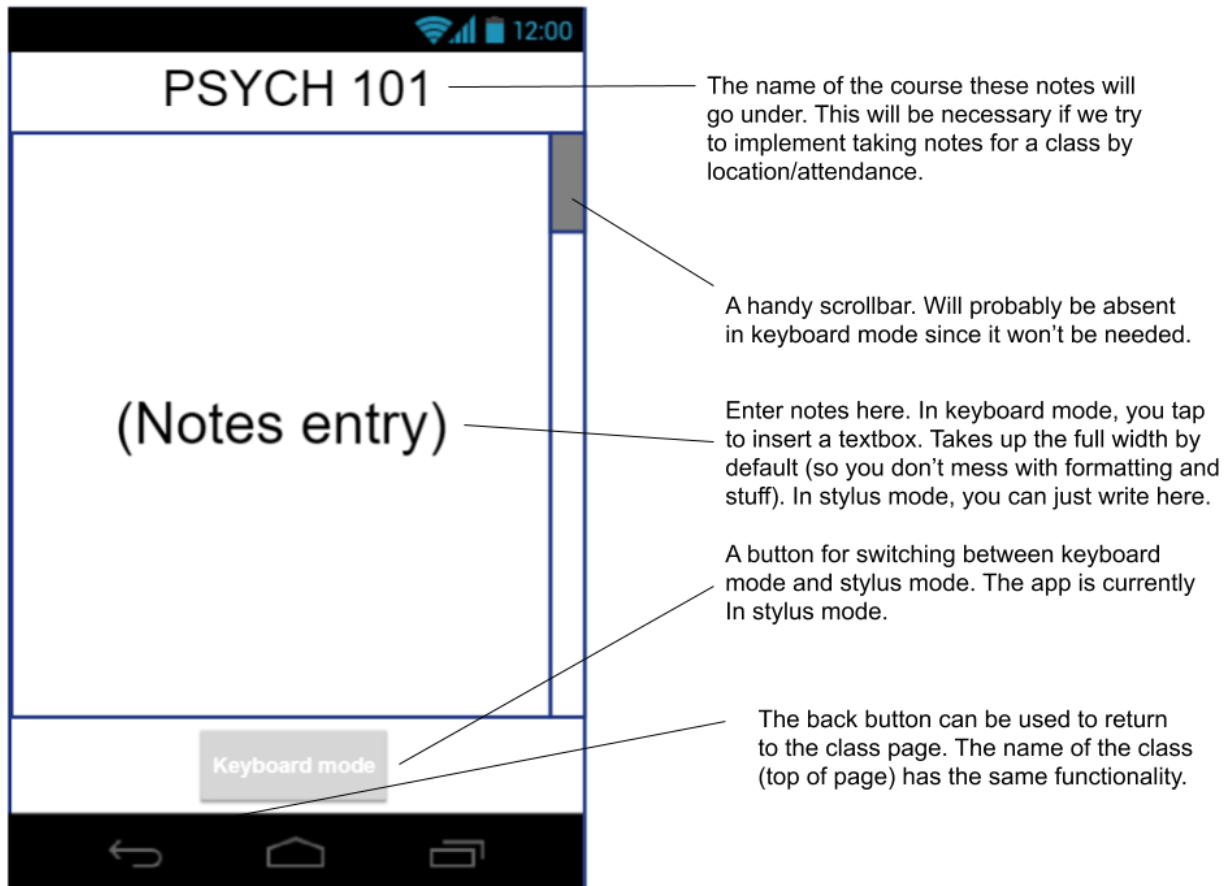 12:00
PSYCH 101
The name of the course these notes will
go under. This will be necessary if we try
to implement taking notes for a class by
location/attendance.
A handy scrollbar. Will probably be absent
in keyboard mode since it won’t be needed.
(Notes entry)
Enter notes here. In keyboard mode, you tap
to insert a textbox. Takes up the full width by
default (so you don’t mess with formatting and
stuff). In stylus mode, you can just write here.
A button for switching between keyboard
mode and stylus mode. The app is currently
In stylus mode.
Keyboard mode
The back button can be used to return
to the class page. The name of the class
(top of page) has the same functionality.